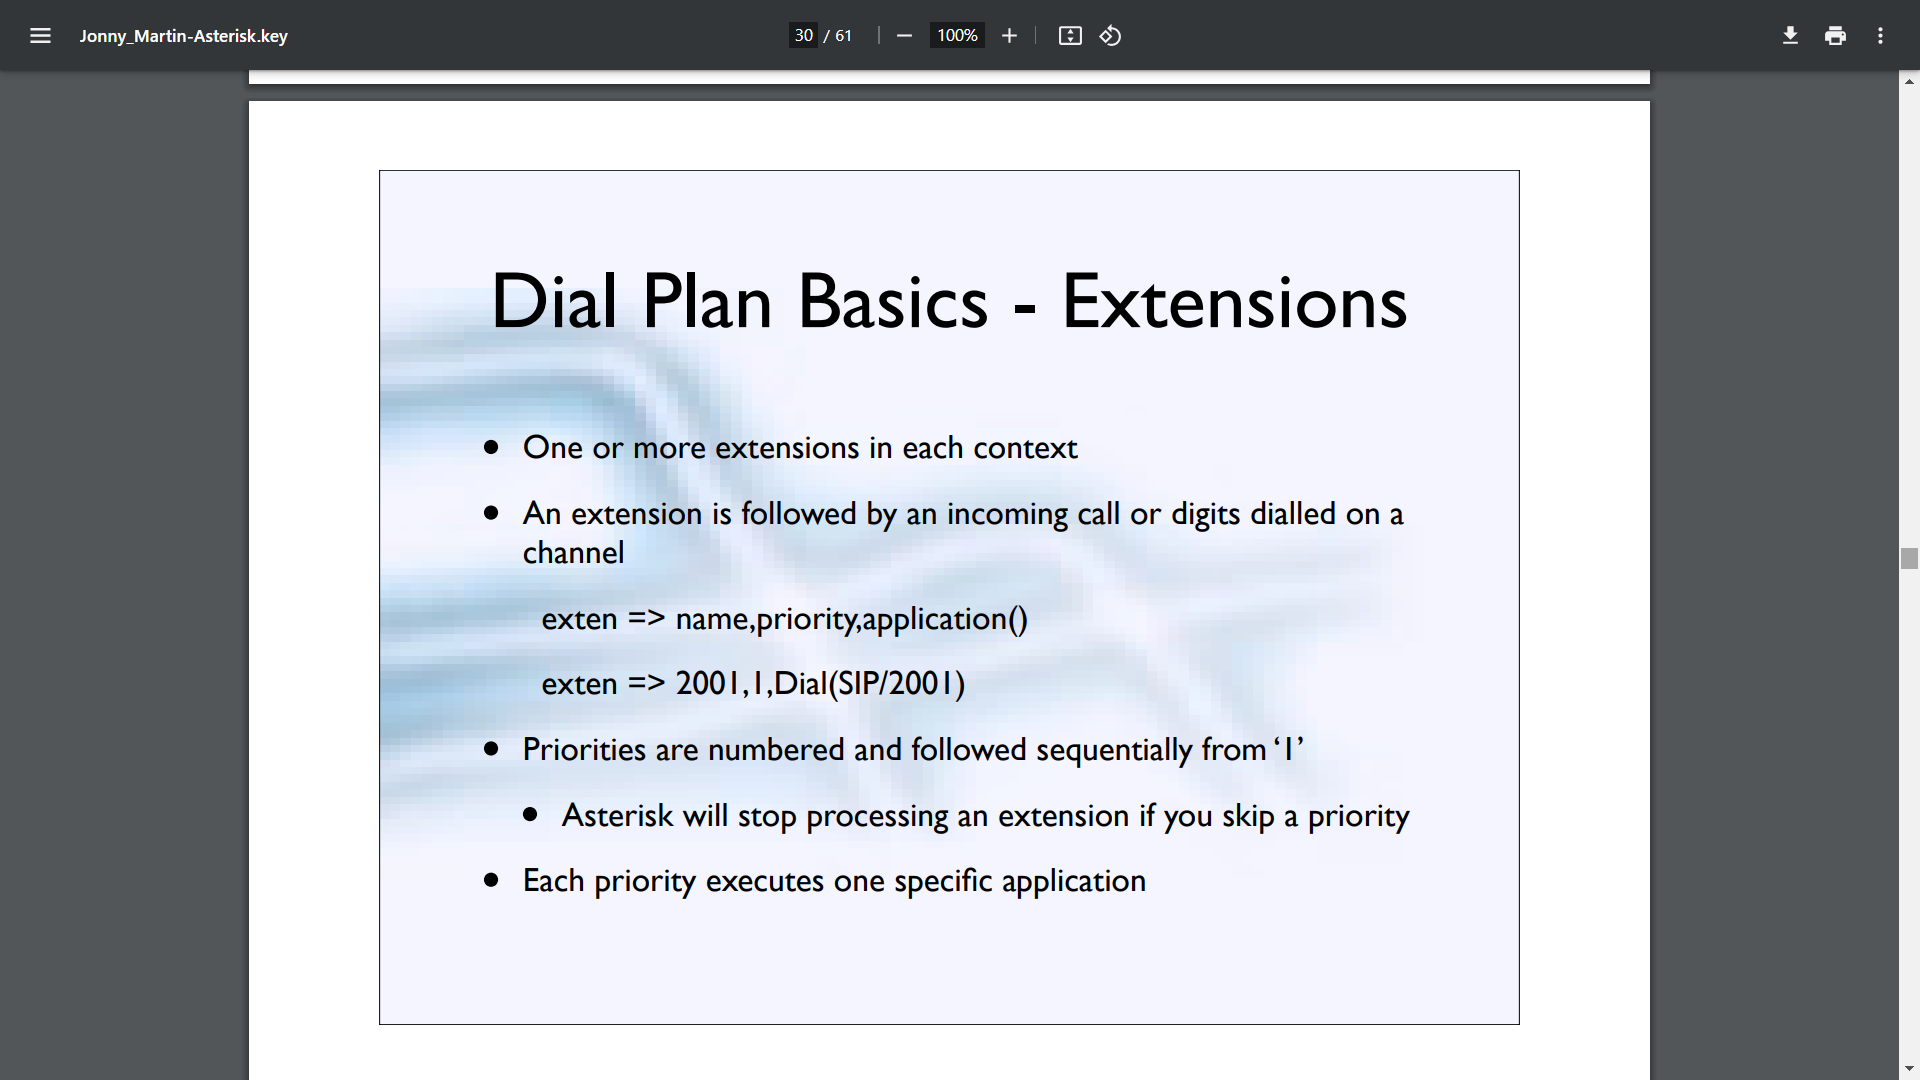 Jonny_Martin-Asterisk.key
30 / 61
100%
Dial Plan Basics - Extensions
● One or more extensions in each context
● An extension is followed by an incoming call or digits dialled on a
channel
exten => name,priority,application()
exten => 2001,1,Dial(SIP/2001)
● Priorities are numbered and followed sequentially from ‘1’
● Asterisk will stop processing an extension if you skip a priority
● Each priority executes one specific application